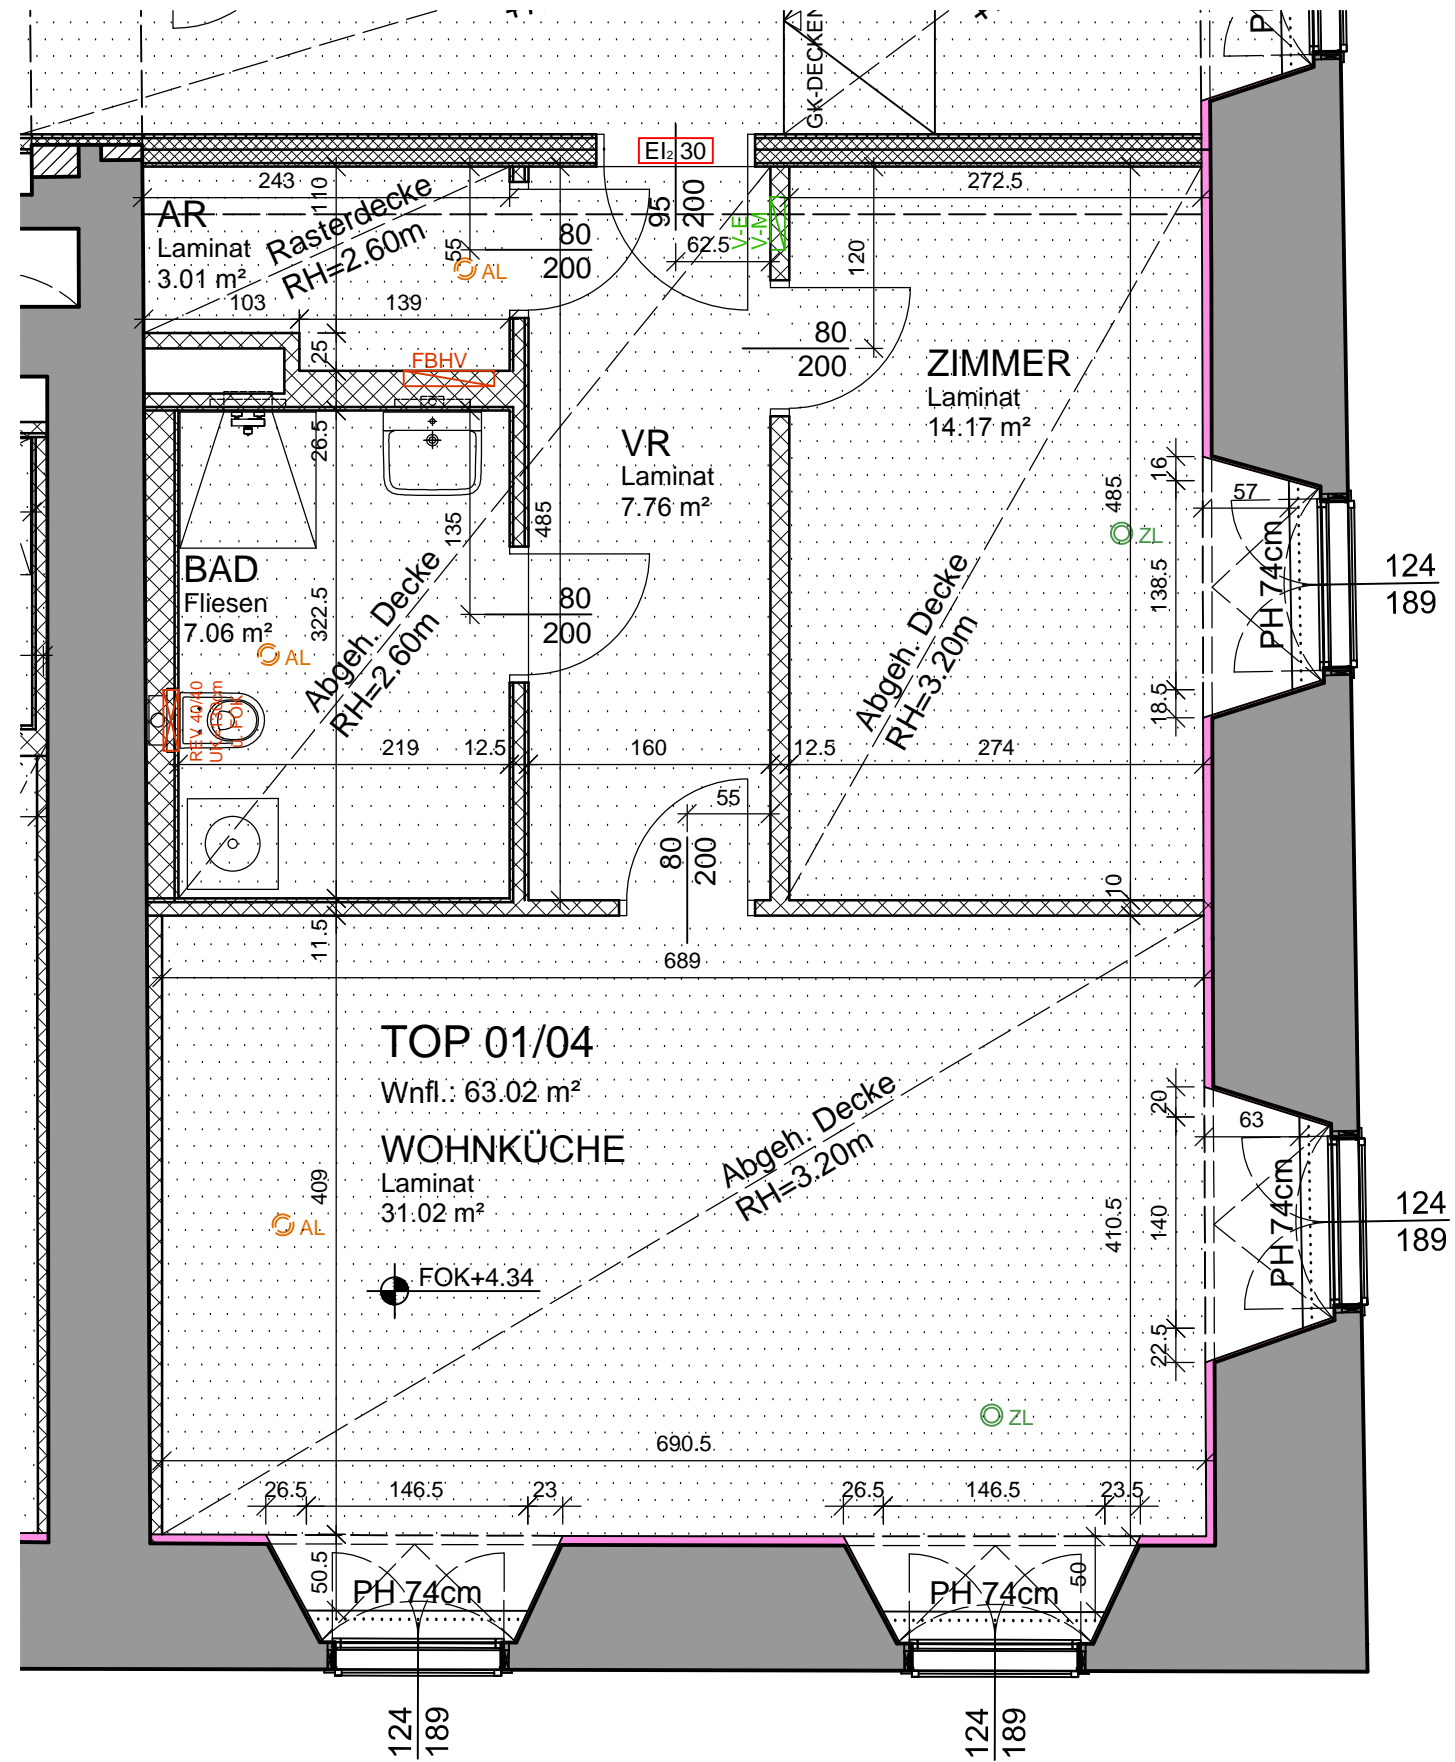 GK-DECKEN
EI₂ 30
243
110
AR
Laminat
3.01 m²
Rasterdecke
RH=2.60m
55
AL
80
200
95
200
62.5
V-E
V-M
272.5
120
103
139
25
FBHV
80
200
ZIMMER
Laminat
14.17 m²
26.5
VR
Laminat
7.76 m²
135
485
485
16
57
ZL
138.5
PH 74cm
124
189
18.5
BAD
Fliesen
7.06 m²
322.5
AL
Abgeh. Decke
RH=2.60m
80
200
Abgeh. Decke
RH=3.20m
REV 40/40
219
12.5
160
12.5
274
55
80
200
10
11.5
689
TOP 01/04
Wnfl.: 63.02 m²
WOHNKÜCHE
Laminat
31.02 m²
409
AL
FOK+4.34
Abgeh. Decke
RH=3.20m
20
63
410.5
140
PH 74cm
124
189
22.5
ZL
690.5
26.5
146.5
23
26.5
146.5
23.5
50.5
PH 74cm
PH 74cm
50
124
189
124
189